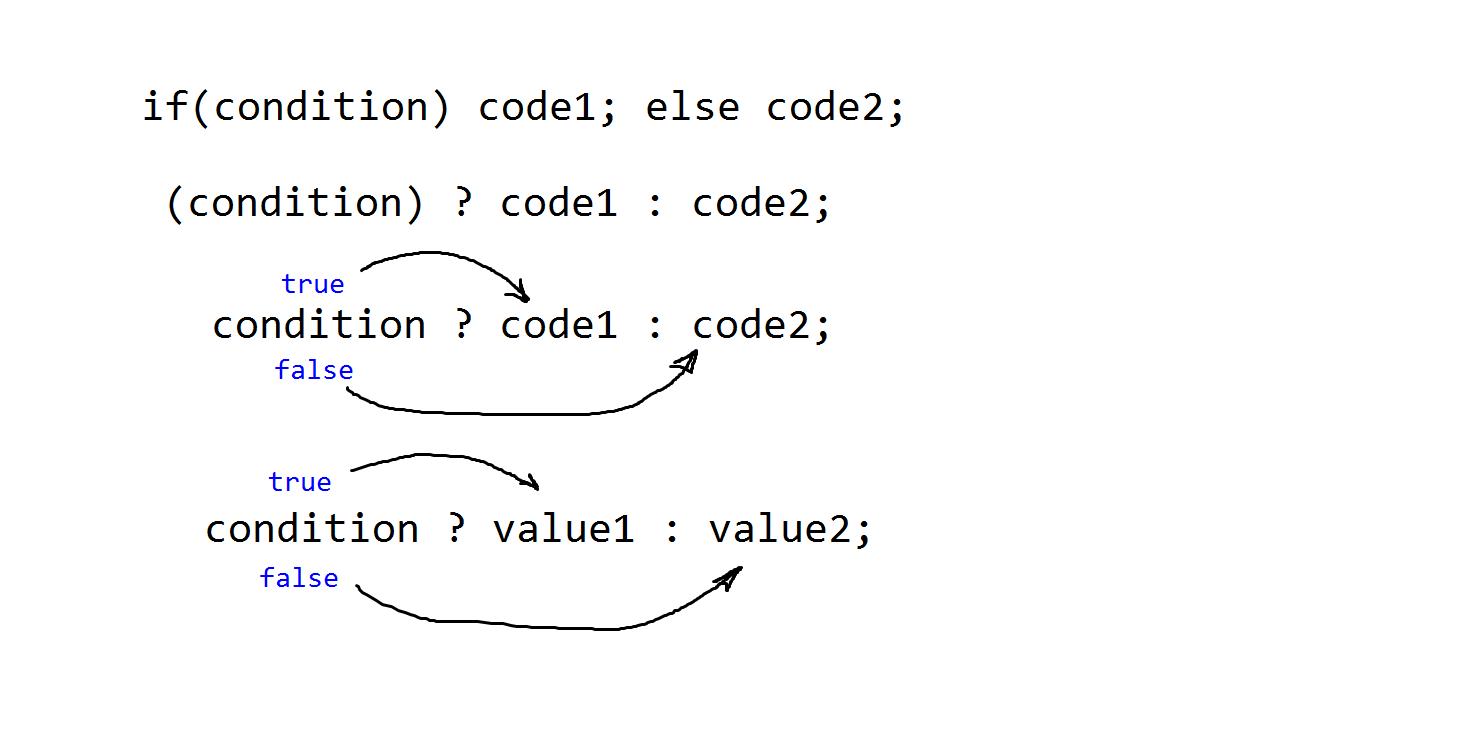 if(condition) code1; else code2;
(condition) ? code1 : code2;
true
condition ? code1 : code2;
false
true
condition ? value1 : value2;
false